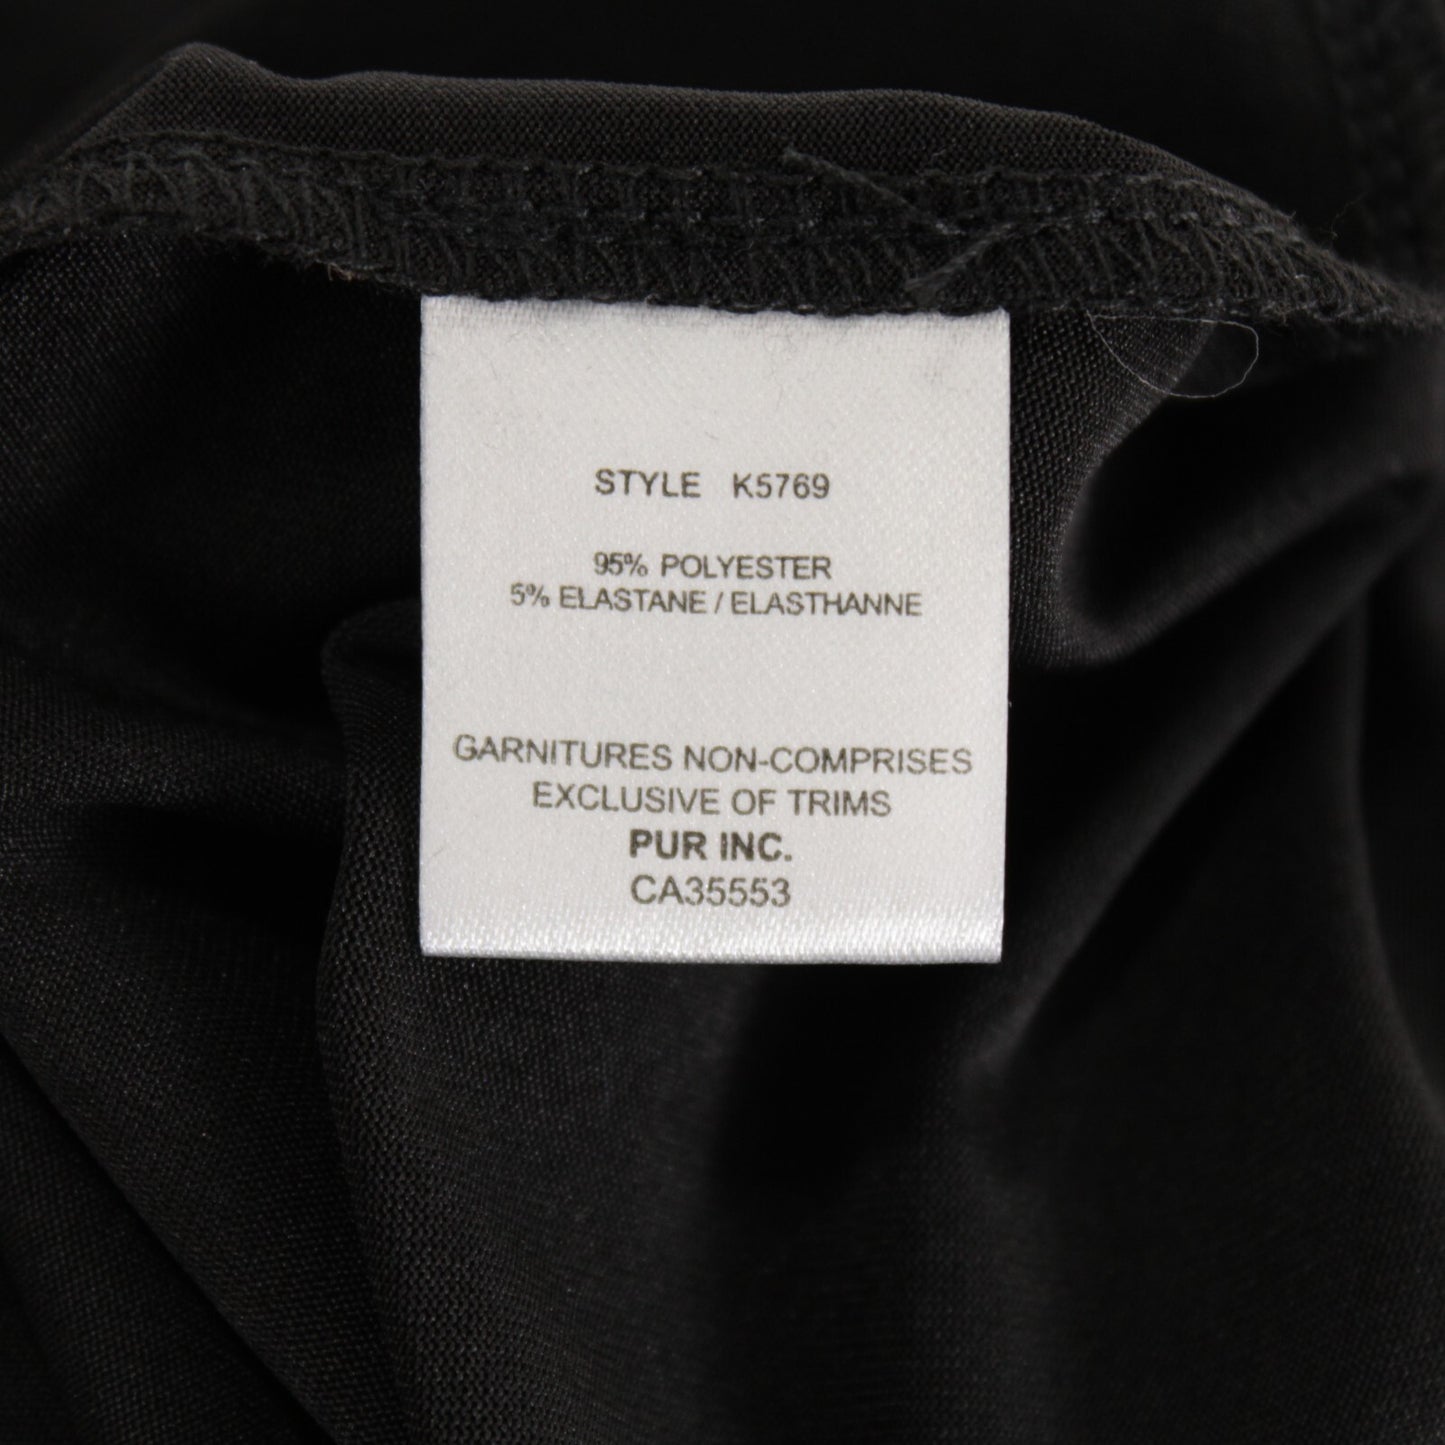 STYLE K5769
95% POLYESTER
5% ELASTANE / ELASTHANNE
GARNITURES NON-COMPRISES
EXCLUSIVE OF TRIMS
PUR INC.
CA35553